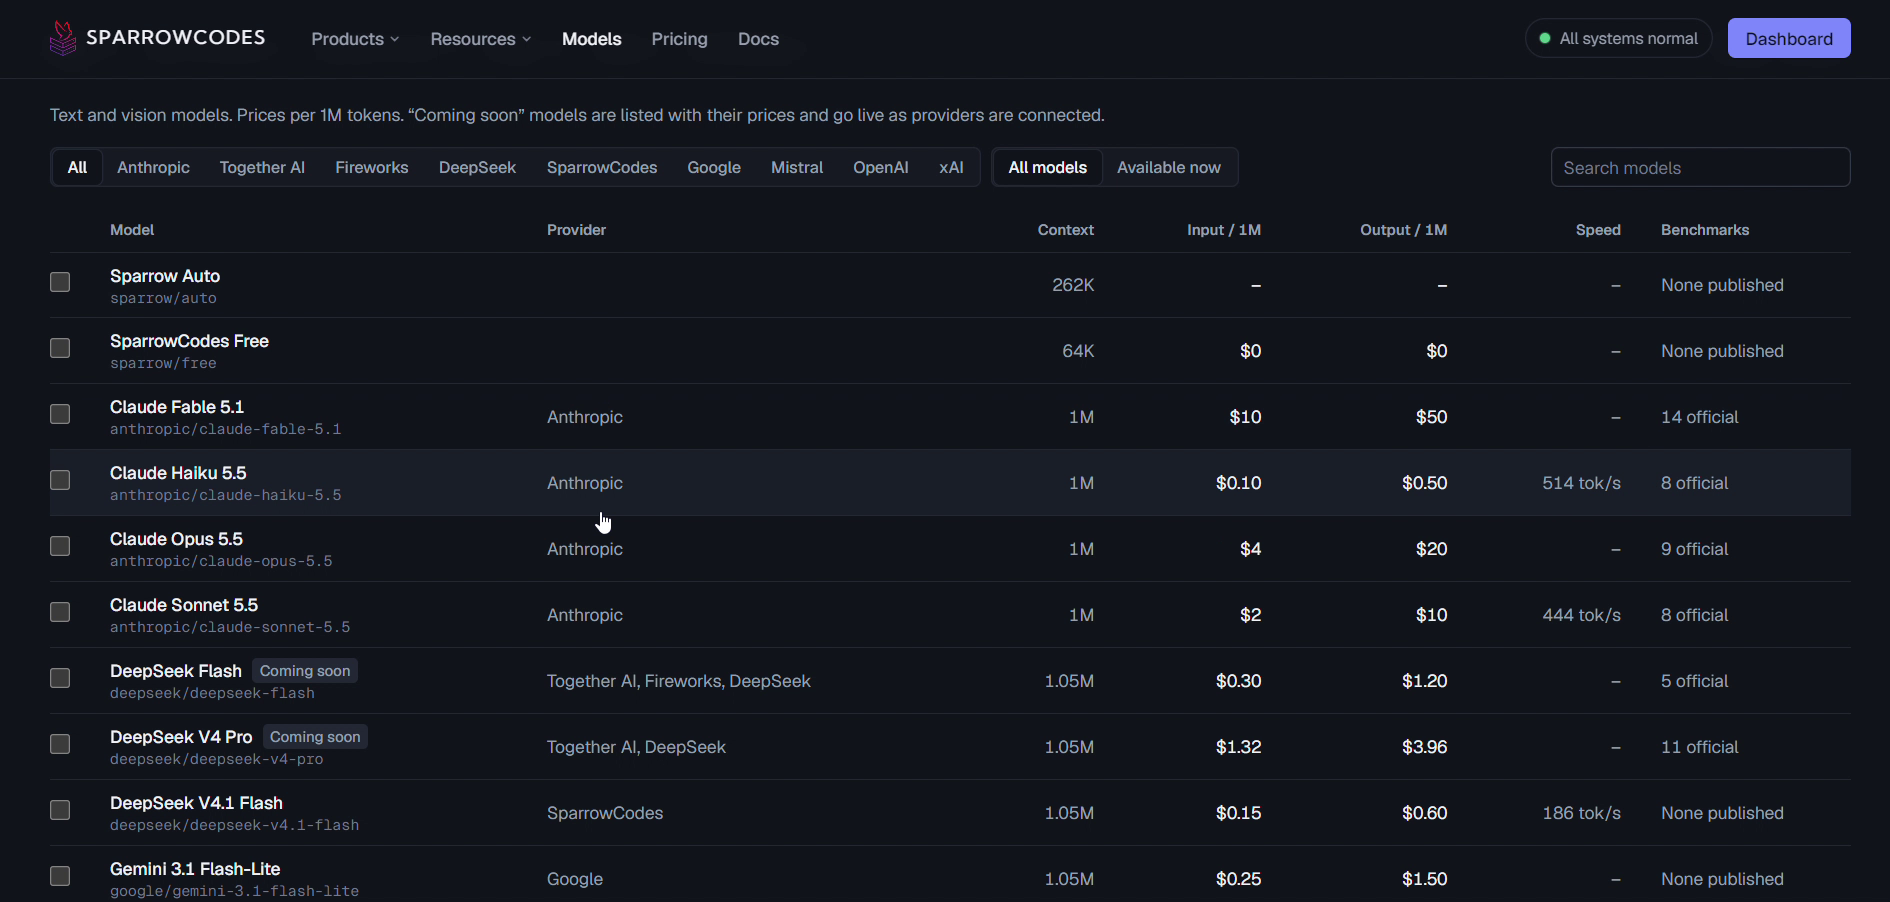 SPARROWCODES Products Resources Models Pricing Docs All systems normal Dashboard
Text and vision models. Prices per 1M tokens. “Coming soon” models are listed with their prices and go live as providers are connected.
All Anthropic Together AI Fireworks DeepSeek SparrowCodes Google Mistral OpenAI xAI All models Available now Search models
Model Provider Context Input / 1M Output / 1M Speed Benchmarks
Sparrow Auto
sparrow/auto
262K – – – None published
SparrowCodes Free
sparrow/free
64K $0 $0 – None published
Claude Fable 5.1
anthropic/claude-fable-5.1
Anthropic 1M $10 $50 – 14 official
Claude Haiku 5.5
anthropic/claude-haiku-5.5
Anthropic 1M $0.10 $0.50 514 tok/s 8 official
Claude Opus 5.5
anthropic/claude-opus-5.5
Anthropic 1M $4 $20 – 9 official
Claude Sonnet 5.5
anthropic/claude-sonnet-5.5
Anthropic 1M $2 $10 444 tok/s 8 official
DeepSeek Flash Coming soon
deepseek/deepseek-flash
Together AI, Fireworks, DeepSeek 1.05M $0.30 $1.20 – 5 official
DeepSeek V4 Pro Coming soon
deepseek/deepseek-v4-pro
Together AI, DeepSeek 1.05M $1.32 $3.96 – 11 official
DeepSeek V4.1 Flash
deepseek/deepseek-v4.1-flash
SparrowCodes 1.05M $0.15 $0.60 186 tok/s None published
Gemini 3.1 Flash-Lite
google/gemini-3.1-flash-lite
Google 1.05M $0.25 $1.50 – None published